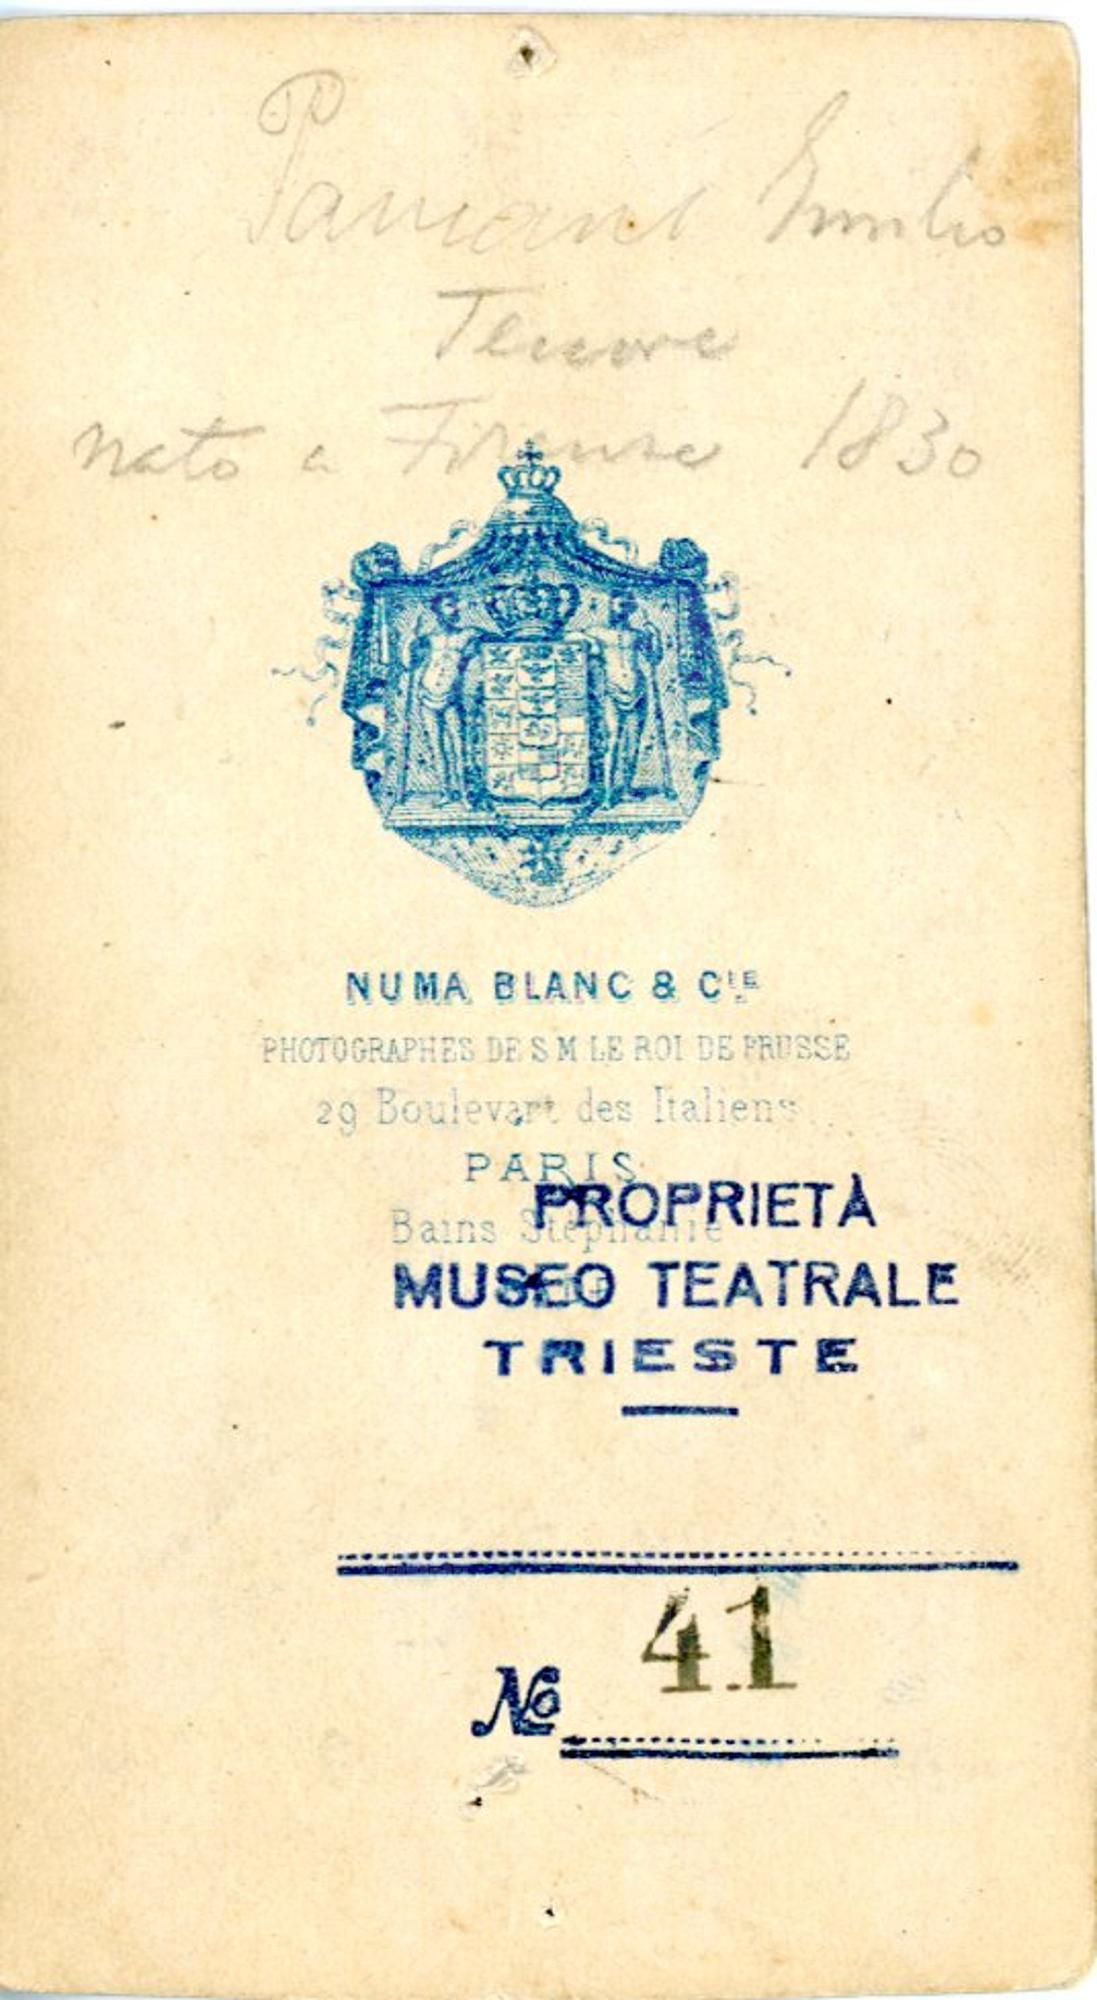 Pancani Emilio
Tenore
nato a Firenze 1830
NUMA BLANC & CIE
PHOTOGRAPHES DE S M LE ROI DE PRUSSE
29 Boulevart des Italiens
PARIS
Bains Stéphanie
PROPRIETÀ
MUSEO TEATRALE
TRIESTE
41
No